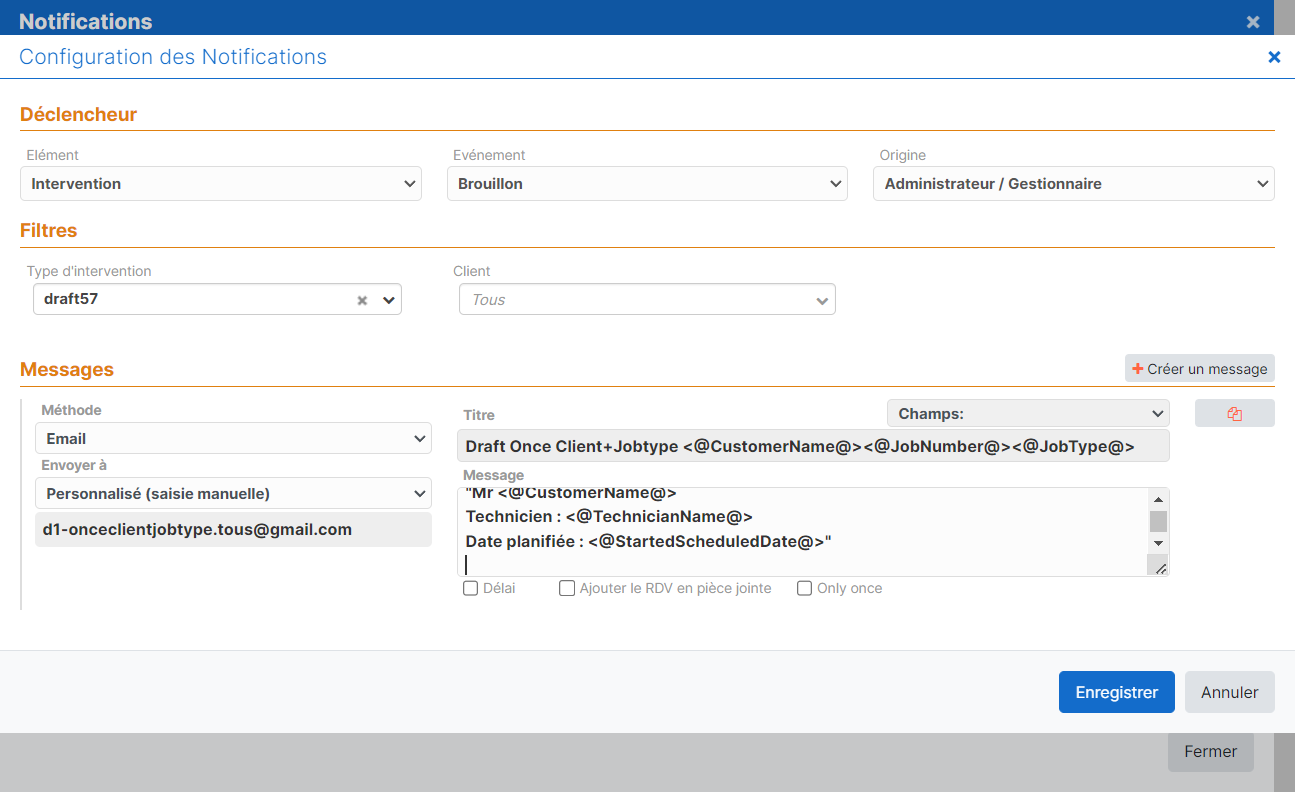 Notifications
Configuration des Notifications
Déclencheur
Elément
Evénement
Origine
Intervention
Brouillon
Administrateur / Gestionnaire
Filtres
Type d'intervention
Client
draft57
Tous
Messages
Créer un message
Méthode
Titre
Champs:
Email
Draft Once Client+Jobtype <@CustomerName@><@JobNumber@><@JobType@>
Envoyer à
Message
Personnalisé (saisie manuelle)
"Mr <@CustomerName@>
Technicien : <@TechnicianName@>
Date planifiée : <@StartedScheduledDate@>"
d1-onceclientjobtype.tous@gmail.com
Délai
Ajouter le RDV en pièce jointe
Only once
Enregistrer
Annuler
Fermer